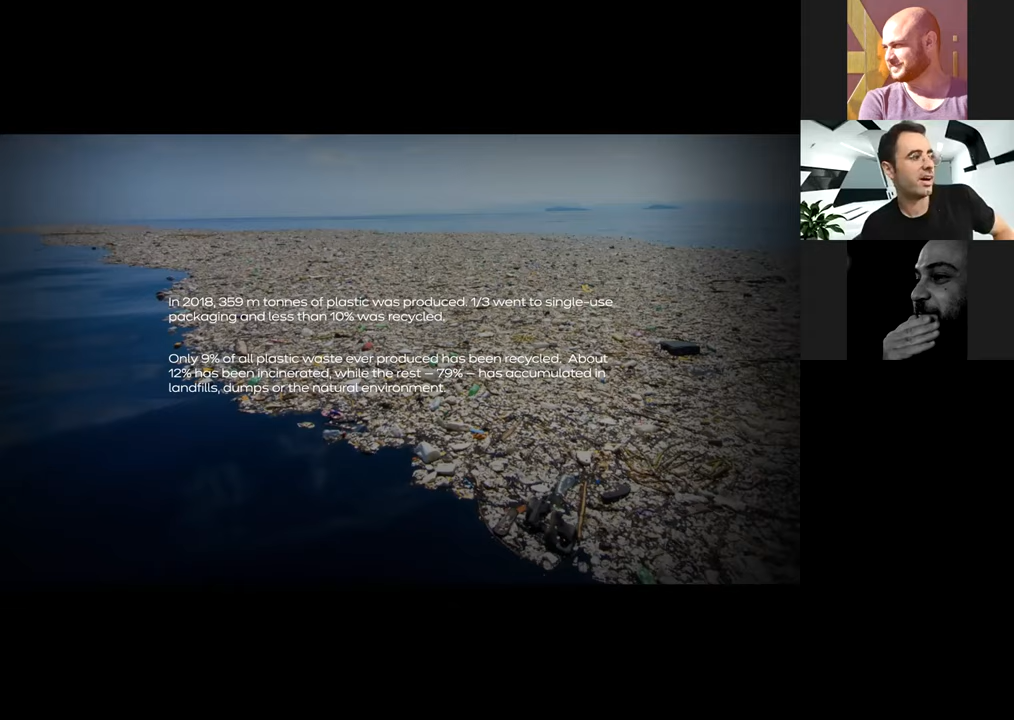 In 2018, 359 m tonnes of plastic was produced. 1/3 went to single-use
packaging and less than 10% was recycled.
Only 9% of all plastic waste ever produced has been recycled. About
12% has been incinerated, while the rest – 79% – has accumulated in
landfills, dumps or the natural environment.